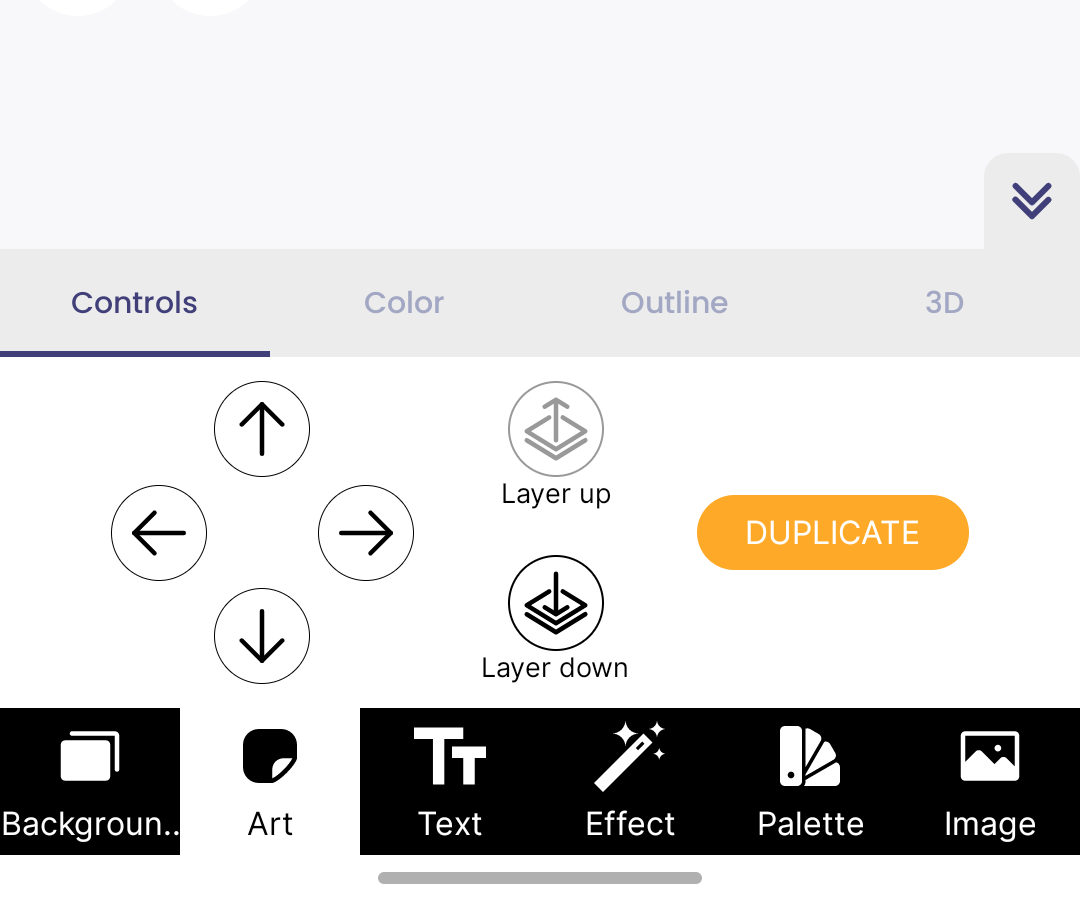 Controls
Color
Outline
3D
Layer up
DUPLICATE
Layer down
Backgroun..
Art
Text
Effect
Palette
Image